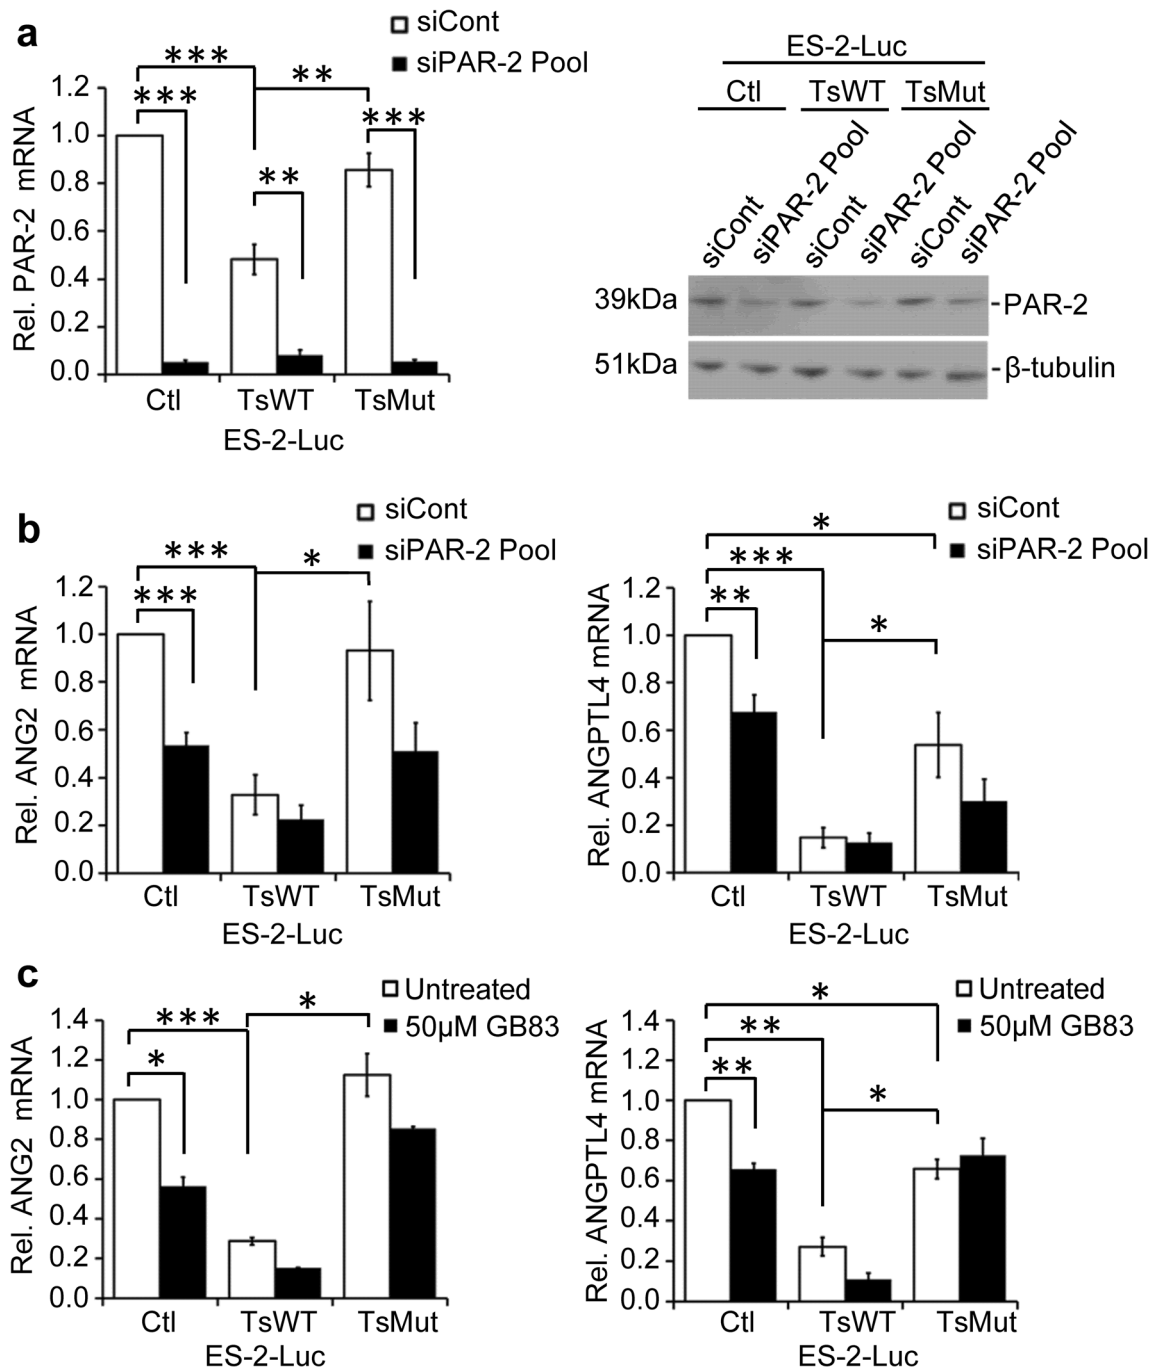 a
siCont
siPAR-2 Pool
***
**
***
***
**
Rel. PAR-2 mRNA
1.2
1.0
0.8
0.6
0.4
0.2
0.0
Ctl TsWT TsMut
ES-2-Luc
ES-2-Luc
Ctl TsWT TsMut
siCont siPAR-2 Pool siCont siPAR-2 Pool siCont siPAR-2 Pool
39kDa -PAR-2
51kDa -β-tubulin
b
siCont
siPAR-2 Pool
***
*
***
Rel. ANG2 mRNA
1.2
1.0
0.8
0.6
0.4
0.2
0.0
Ctl TsWT TsMut
ES-2-Luc
siCont
siPAR-2 Pool
*
***
**
*
Rel. ANGPTL4 mRNA
1.2
1.0
0.8
0.6
0.4
0.2
0.0
Ctl TsWT TsMut
ES-2-Luc
c
Untreated
50µM GB83
***
*
*
Rel. ANG2 mRNA
1.4
1.2
1.0
0.8
0.6
0.4
0.2
0.0
Ctl TsWT TsMut
ES-2-Luc
Untreated
50µM GB83
*
**
**
*
Rel. ANGPTL4 mRNA
1.4
1.2
1.0
0.8
0.6
0.4
0.2
0.0
Ctl TsWT TsMut
ES-2-Luc